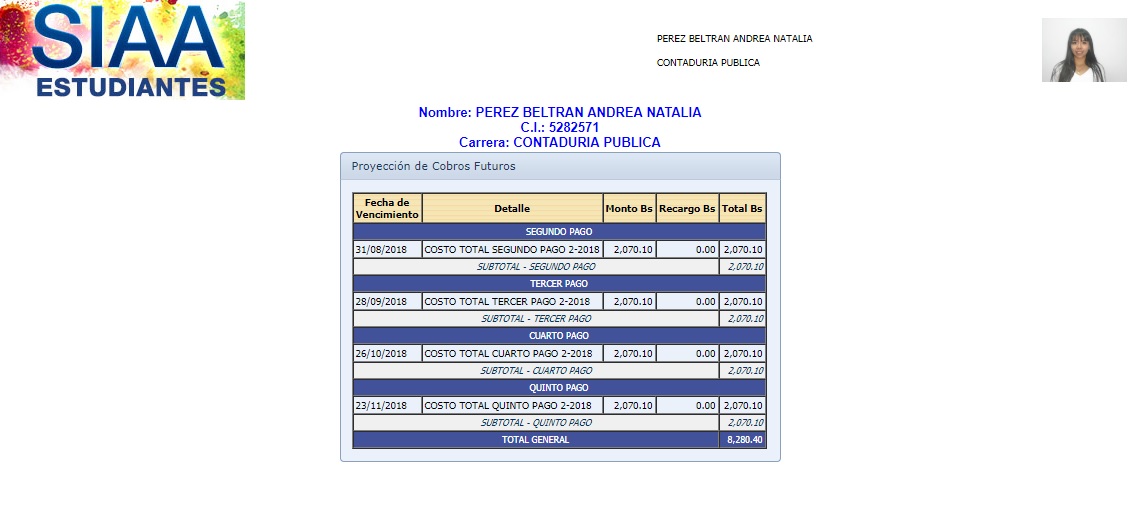 SIAA
ESTUDIANTES
PEREZ BELTRAN ANDREA NATALIA
CONTADURIA PUBLICA
Nombre: PEREZ BELTRAN ANDREA NATALIA
C.I.: 5282571
Carrera: CONTADURIA PUBLICA
Proyección de Cobros Futuros
Fecha de Vencimiento Detalle Monto Bs Recargo Bs Total Bs
SEGUNDO PAGO
31/08/2018 COSTO TOTAL SEGUNDO PAGO 2-2018 2,070.10 0.00 2,070.10
SUBTOTAL - SEGUNDO PAGO 2,070.10
TERCER PAGO
28/09/2018 COSTO TOTAL TERCER PAGO 2-2018 2,070.10 0.00 2,070.10
SUBTOTAL - TERCER PAGO 2,070.10
CUARTO PAGO
26/10/2018 COSTO TOTAL CUARTO PAGO 2-2018 2,070.10 0.00 2,070.10
SUBTOTAL - CUARTO PAGO 2,070.10
QUINTO PAGO
23/11/2018 COSTO TOTAL QUINTO PAGO 2-2018 2,070.10 0.00 2,070.10
SUBTOTAL - QUINTO PAGO 2,070.10
TOTAL GENERAL 8,280.40